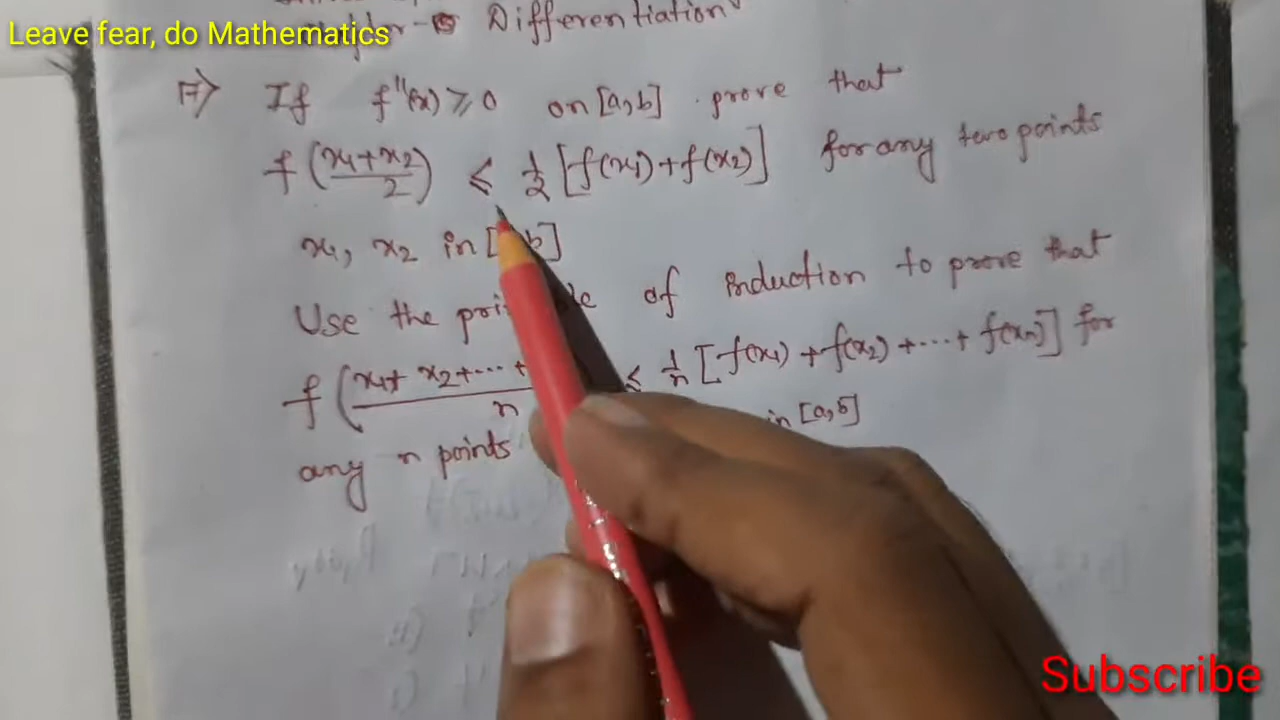 Leave fear, do Mathematics
Differentiation
7> If f''(x) ≥ 0 on [a,b] . prove that
f((x1+x2)/2) ≤ 1/2 [f(x1)+f(x2)] for any two points
x1, x2 in [ b]
Use the of induction to prove that
f((x1+ x2+...+ n ≤ 1/n [f(x1) + f(x2) +...+ f(xn)] for
any n points in [a,b]
Subscribe